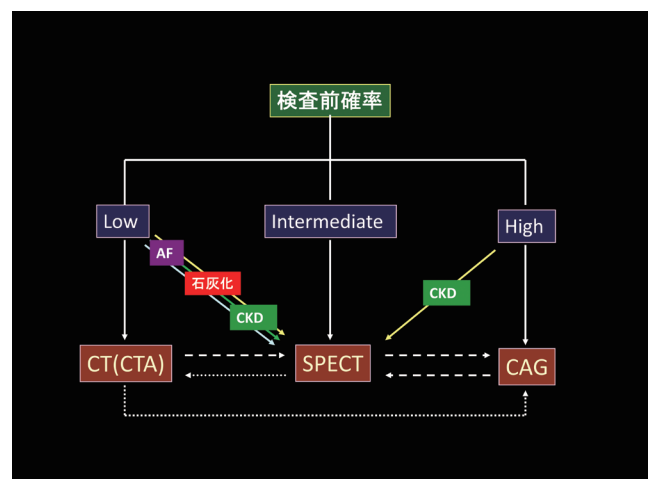 検査前確率
Low
Intermediate
High
AF
石灰化
CKD
CKD
CT(CTA)
SPECT
CAG